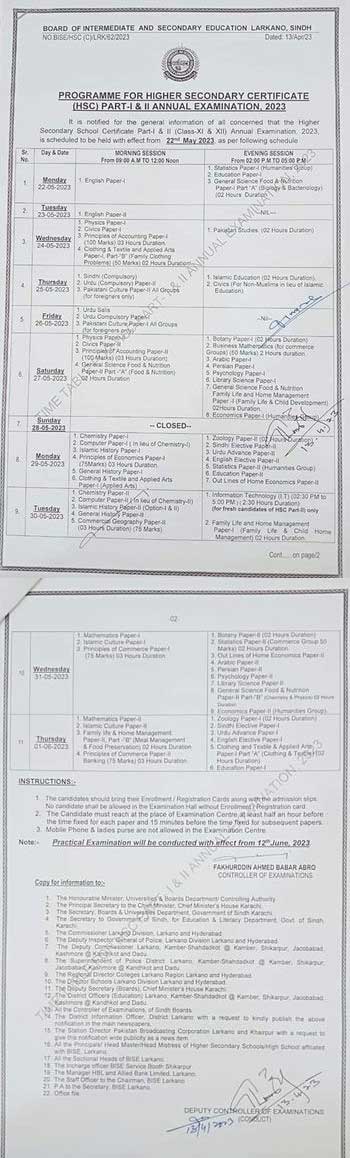 BOARD OF INTERMEDIATE AND SECONDARY EDUCATION LARKANO, SINDH
NO.BISE/HSC (C)/LRK/62/2023 Dated: 13/Apr/23
PROGRAMME FOR HIGHER SECONDARY CERTIFICATE
(HSC) PART-I & II ANNUAL EXAMINATION, 2023
It is notified for the general information of all concerned that the Higher
Secondary School Certificate Part-I & II (Class-XI & XII) Annual Examination, 2023,
is scheduled to be held with effect from 22nd May 2023, as per following schedule
Sr. No. Day & Date MORNING SESSION From 09:00 A.M TO 12:00 Noon EVENING SESSION From 02:00 P.M TO 05:00 P.M
1. Monday 22-05-2023
1. English Paper-I
1. Statistics Paper-I (Humanities Group)
2. Education Paper-I
3. General Science Food & Nutrition
Paper-I Part "A" (Biology & Bacteriology)
(02 Hours Duration)
2. Tuesday 23-05-2023
1. English Paper-II
--NIL--
3. Wednesday 24-05-2023
1. Physics Paper-I
2. Civics Paper-I
3. Principles of Accounting Paper-II
(100 Marks) 03 Hours Duration
4. Clothing & Textile and Applied Arts
Paper-I, Part-"B" (Family Clothing
Problems) (50 Marks) 02 Hours Duration
1. Pakistan Studies. (02 Hours Duration)
4. Thursday 25-05-2023
1. Sindhi (Compulsory)
2. Urdu (Compulsory) Paper-II
3. Pakistani Culture Paper-II All Groups
(for foreigners only)
1. Islamic Education (02 Hours Duration).
2. Civics (For Non-Muslims in lieu of Islamic
Education).
5. Friday 26-05-2023
1. Urdu Salis
2. Urdu Compulsory Paper-I
3. Pakistani Culture Paper-I All Groups
(for foreigners only)
-Nil-
6. Saturday 27-05-2023
1. Physics Paper-II
2. Civics Paper-II
3. Principles of Accounting Paper-II
(100 Marks) (03 Hours Duration)
4. General Science Food & Nutrition
Paper-II Part "A" (Food & Nutrition)
02 Hours Duration
1. Botany Paper-I (02 Hours Duration)
2. Business Mathematics (for commerce
Groups) (50 Marks) 2 Hours duration
3. Arabic Paper-I
4. Persian Paper-I
5. Psychology Paper-I
6. Library Science Paper-I
7. General Science Food & Nutrition
Family Life and Home Management
Paper-I (Family Life & Child Development)
02Hours Duration.
8. Economics Paper-I (Humanities Group)
7. Sunday 28-05-2023
-- CLOSED--
8. Monday 29-05-2023
1. Chemistry Paper-I
2. Computer Paper-I ( In lieu of Chemistry-I)
3. Islamic History Paper-I
4. Principles of Economics Paper-I
(75Marks) 03 Hours Duration
5. General History Paper-I
6. Clothing & Textile and Applied Arts
Paper-I (Applied Arts)
1. Zoology Paper-II (02 Hours Duration)
2. Sindhi Elective Paper-I
3. Urdu Advance Paper-I
4. English Elective Paper-I
5. Statistics Paper-II (Humanities Group)
6. Education Paper-II
7. Out Lines of Home Economics Paper-II
9. Tuesday 30-05-2023
1. Chemistry Paper-II
2. Computer Paper-II ( In lieu of Chemistry-II)
3. Islamic History Paper-II (Option-I & II)
4. General History Paper-II
5. Commercial Geography Paper-II
(03 Hours Duration) (75 Marks)
1. Information Technology (I.T) (02:30 PM to
5:00 PM ) ( 2:30 Hours Duration)
(for fresh candidates of HSC Part-II) only
2. Family Life and Home Management
Paper-I (Family Life & Child Home
Management) 02 Hours Duration.
Cont..... on page/2
02
10 Wednesday 31-05-2023
1. Mathematics Paper-I
2. Islamic Culture Paper-I
3. Principles of Commerce Paper-I
(75 Marks) 03 Hours Duration
1. Botany Paper-II (02 Hours Duration)
2. Statistics Paper-II (Commerce Group 50
Marks) 02 Hours Duration
3. Out Lines of Home Economics Paper-I
4. Arabic Paper-II
5. Persian Paper-II
6. Psychology Paper-II
7. Library Science Paper-II
8. General Science Food & Nutrition
Paper-II Part-"B" (Chemistry & Physics) 02 Hours
Duration
9. Economics Paper-II (Humanities Group).
11 Thursday 01-06-2023
1. Mathematics Paper-II
2. Islamic Culture Paper-II
3. Family life & Home Management
Paper-II, Part-"B" (Meal Management
& Food Preservation) 02 Hours Duration
4. Principles of Commerce Paper-II
Banking (75 Marks) 03 Hours Duration
1. Zoology Paper-I (02 Hours Duration)
2. Sindhi Elective Paper-II
3. Urdu Advance Paper-II
4. English Elective Paper-II
5. Clothing and Textile & Applied Arts
Paper-I Part "A" (Clothing & Textile) (02
Hours Duration)
6. Education Paper-I
INSTRUCTIONS:-
1. The candidates should bring their Enrollment / Registration Cards along with the admission slips.
No candidate shall be allowed in the Examination Hall without Enrollment / Registration card.
2. The Candidate must reach at the place of Examination Centre at least half an hour before
the time fixed for each paper and 15 minutes before the time fixed for subsequent papers.
3. Mobile Phone & ladies purse are not allowed in the Examination Centre.
Note:- Practical Examination will be conducted with effect from 12th June, 2023
FAKHURDIN AHMED BABAR ABRO
CONTROLLER OF EXAMINATIONS
Copy for information to:-
1. The Honourable Minister, Universities & Boards Department/ Controlling Authority
2. The Principal Secretary to the Chief Minister, Chief Minister's House Karachi.
3. The Secretary, Boards & Universities Department, Government of Sindh Karachi.
4. The Secretary to Government of Sindh, for Education & Literacy Department, Govt. of Sindh,
Karachi.
5. The Commissioner Larkano Division, Larkano and Hyderabad.
6. The Deputy Inspector General of Police, Larkano Division Larkano and Hyderabad.
7. The Deputy Commissioner Larkano, Kamber-Shahdadkot @ Kamber, Shikarpur, Jacobabad,
Kashmore @ Kandhkot and Dadu.
8. The Superintendent of Police District Larkano, Kamber-Shahdadkot @ Kamber, Shikarpur,
Jacobabad, Kashmore @ Kandhkot and Dadu.
9. The Regional Director Colleges Larkano Region Larkano and Hyderabad.
10. The Director Schools Larkano Division Larkano and Hyderabad.
11. The Deputy Secretary (Boards), Chief Minister's House Karachi.
12. The District Officers (Education) Larkano, Kamber-Shahdadkot @ Kamber, Shikarpur, Jacobabad,
Kashmore @ Kandhkot and Dadu.
13. All the Controller of Examinations, of Sindh Boards.
14. The District Information Officer, District Larkano with a request to kindly publish the above
notification in the main newspapers.
15. The Station Director Pakistan Broadcasting Corporation Larkano and Khairpur with a request to
give this notification wide publicity as a news item.
16. All the Principals/ Head Master/Head Mistress of Higher Secondary Schools/High School affiliated
with BISE, Larkano.
17. All the Sectional Heads of BISE Larkano.
18. The Incharge officer BISE Service Booth Shikarpur.
19. The Manager HBL and Allied Bank Limited, Larkano.
20. The Staff Officer to the Chairman, BISE Larkano
21. P.A to the Secretary, BISE Larkano.
22. Office file.
DEPUTY CONTROLLER OF EXAMINATIONS
(CONDUCT)
13/4/2023
13-4-23